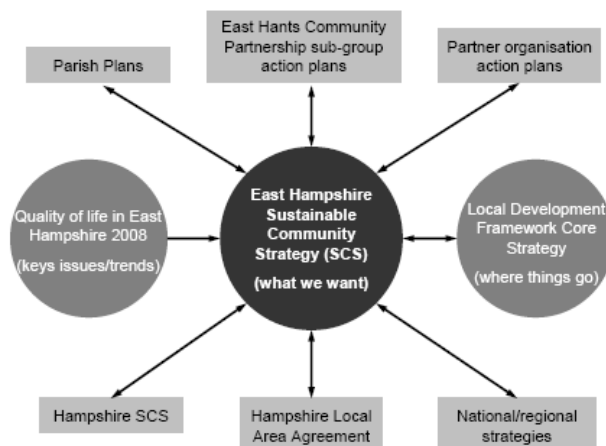 East Hants Community
Partnership sub-group
action plans
Parish Plans
Partner organisation
action plans
Quality of life in East
Hampshire 2008
(keys issues/trends)
East Hampshire
Sustainable
Community
Strategy (SCS)
(what we want)
Local Development
Framework Core
Strategy
(where things go)
Hampshire SCS
Hampshire Local
Area Agreement
National/regional
strategies